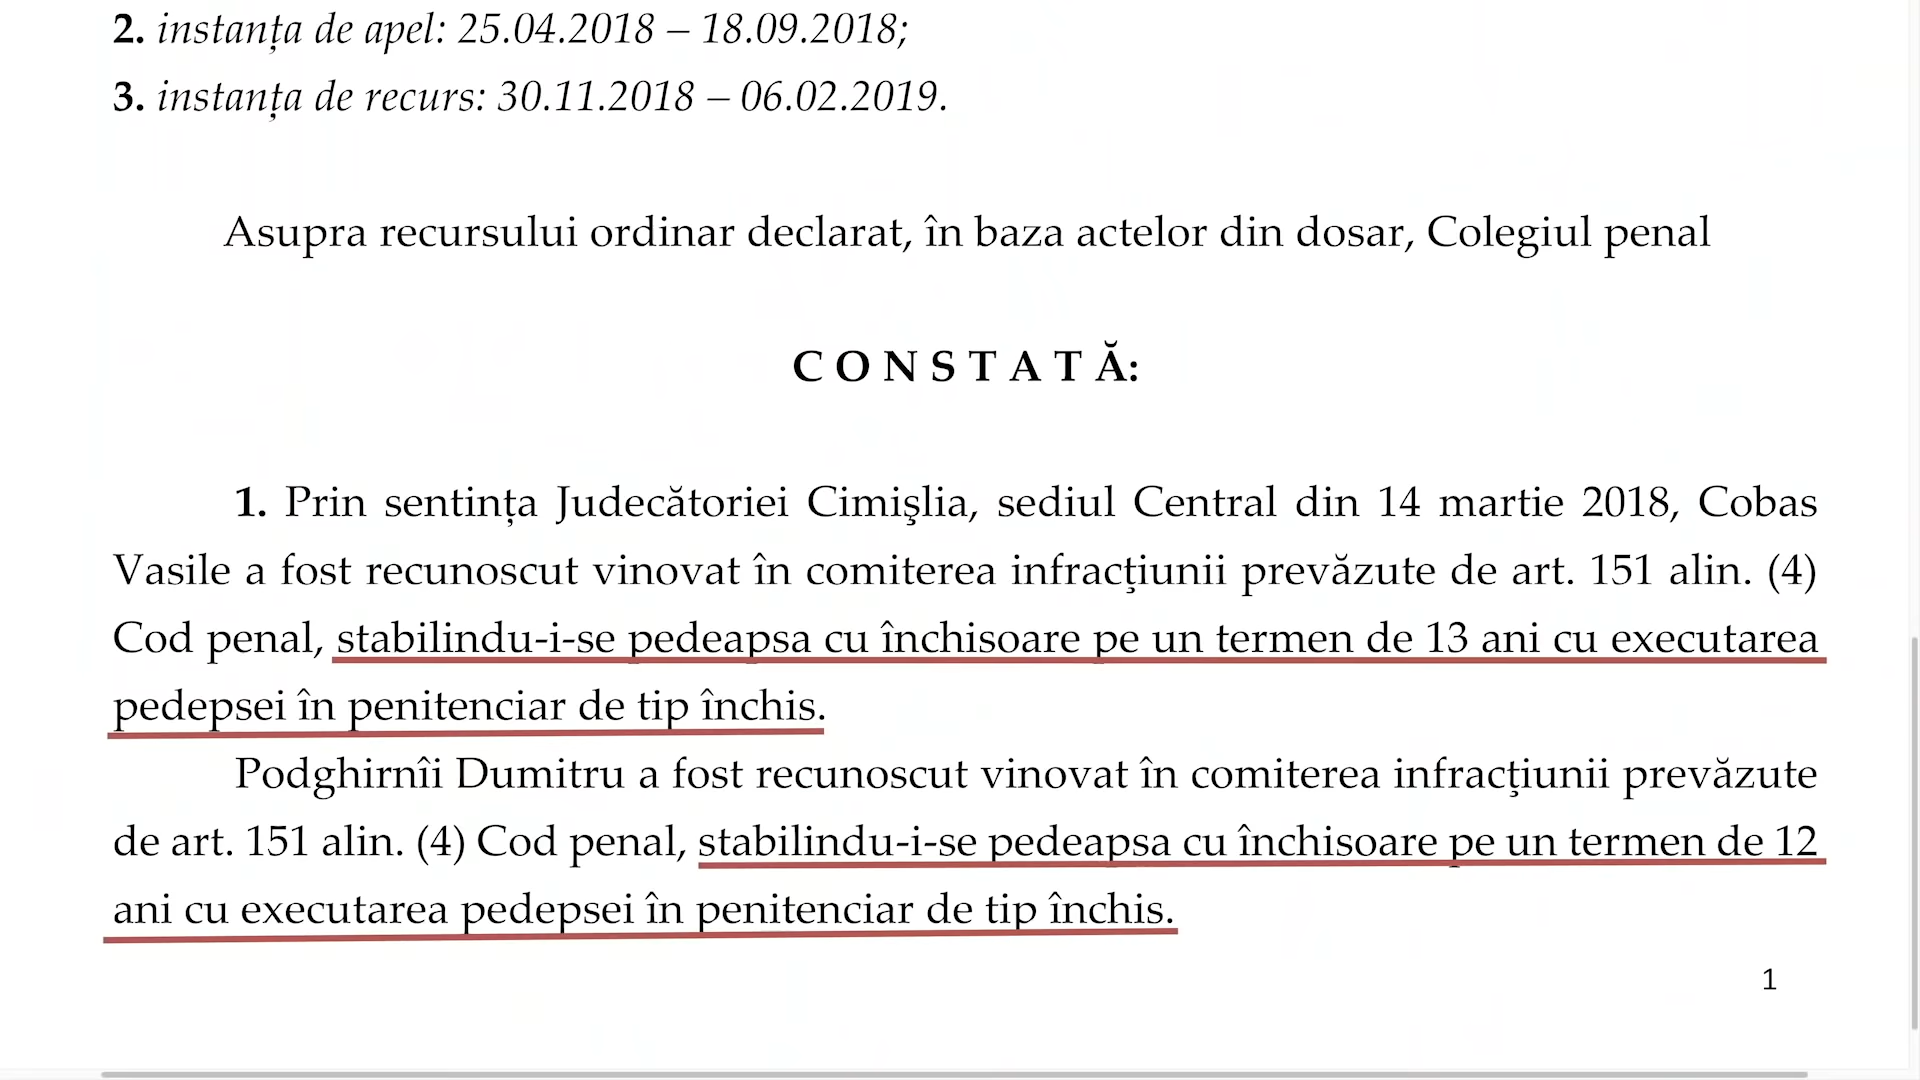 2. instanța de apel: 25.04.2018 – 18.09.2018;
3. instanța de recurs: 30.11.2018 – 06.02.2019.
Asupra recursului ordinar declarat, în baza actelor din dosar, Colegiul penal
C O N S T A T Ă:
1. Prin sentința Judecătoriei Cimişlia, sediul Central din 14 martie 2018, Cobas
Vasile a fost recunoscut vinovat în comiterea infracţiunii prevăzute de art. 151 alin. (4)
Cod penal, stabilindu-i-se pedeapsa cu închisoare pe un termen de 13 ani cu executarea
pedepsei în penitenciar de tip închis.
Podghirnîi Dumitru a fost recunoscut vinovat în comiterea infracţiunii prevăzute
de art. 151 alin. (4) Cod penal, stabilindu-i-se pedeapsa cu închisoare pe un termen de 12
ani cu executarea pedepsei în penitenciar de tip închis.
1